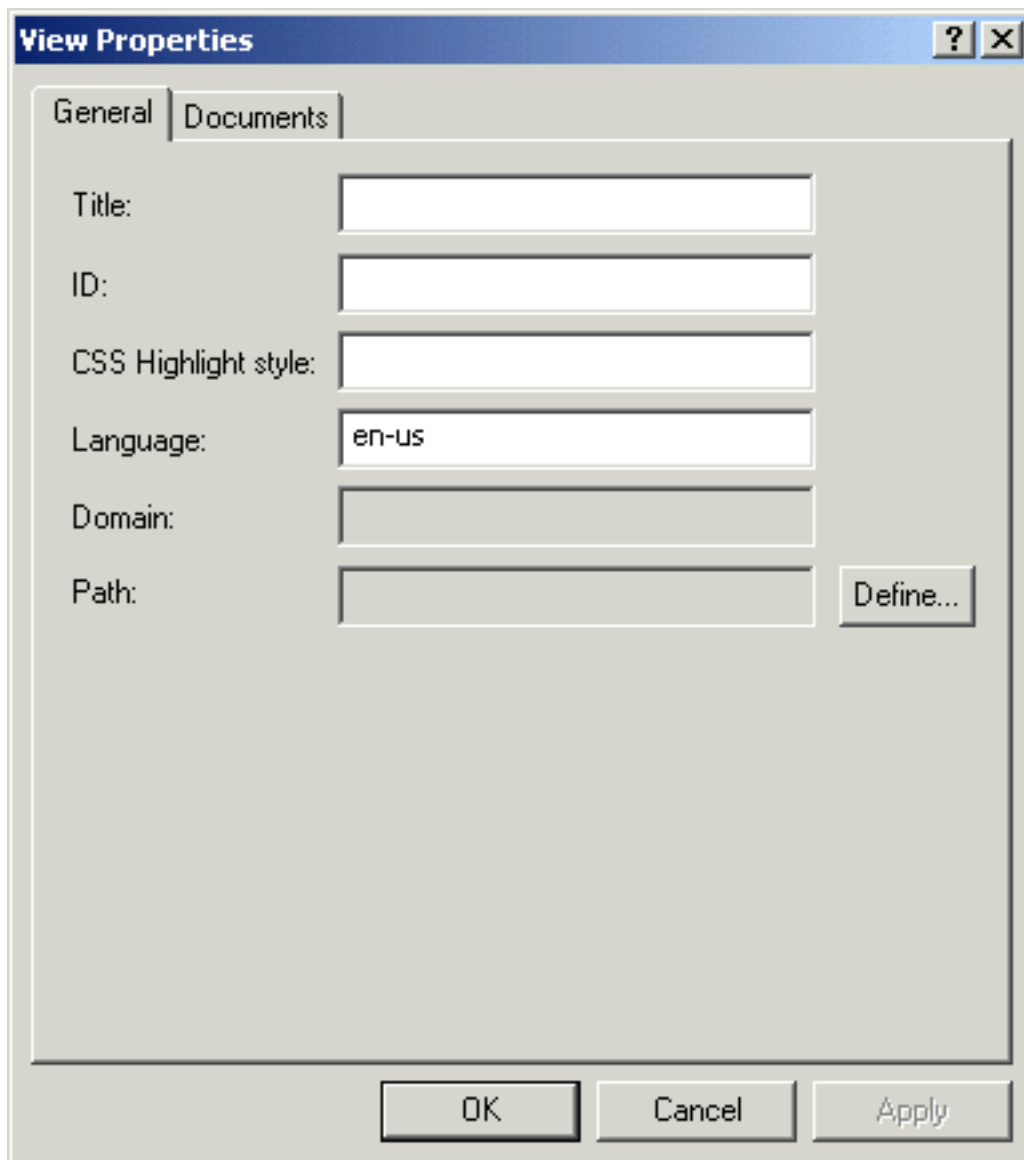 View Properties
General Documents
Title:
ID:
CSS Highlight style:
Language: en-us
Domain:
Path: Define...
OK Cancel Apply